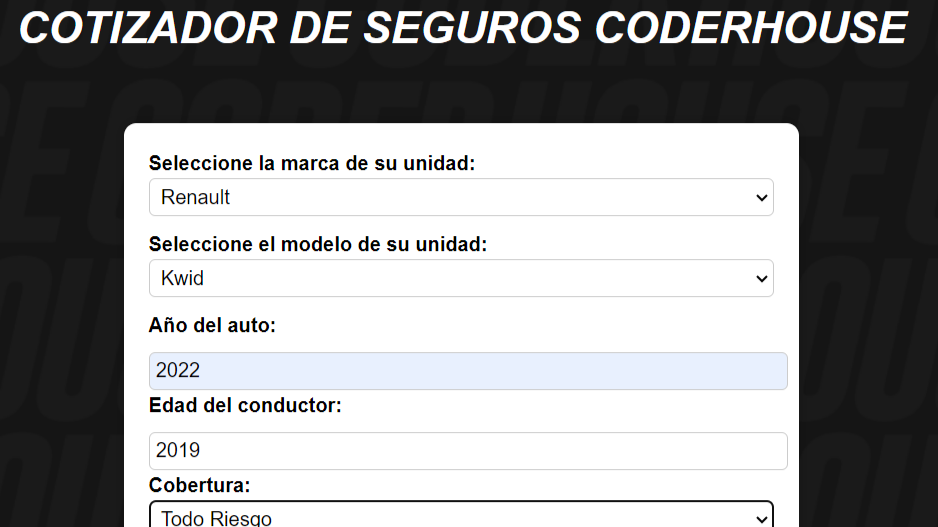 COTIZADOR DE SEGUROS CODERHOUSE
Seleccione la marca de su unidad:
Renault
Seleccione el modelo de su unidad:
Kwid
Año del auto:
2022
Edad del conductor:
2019
Cobertura:
Todo Riesgo